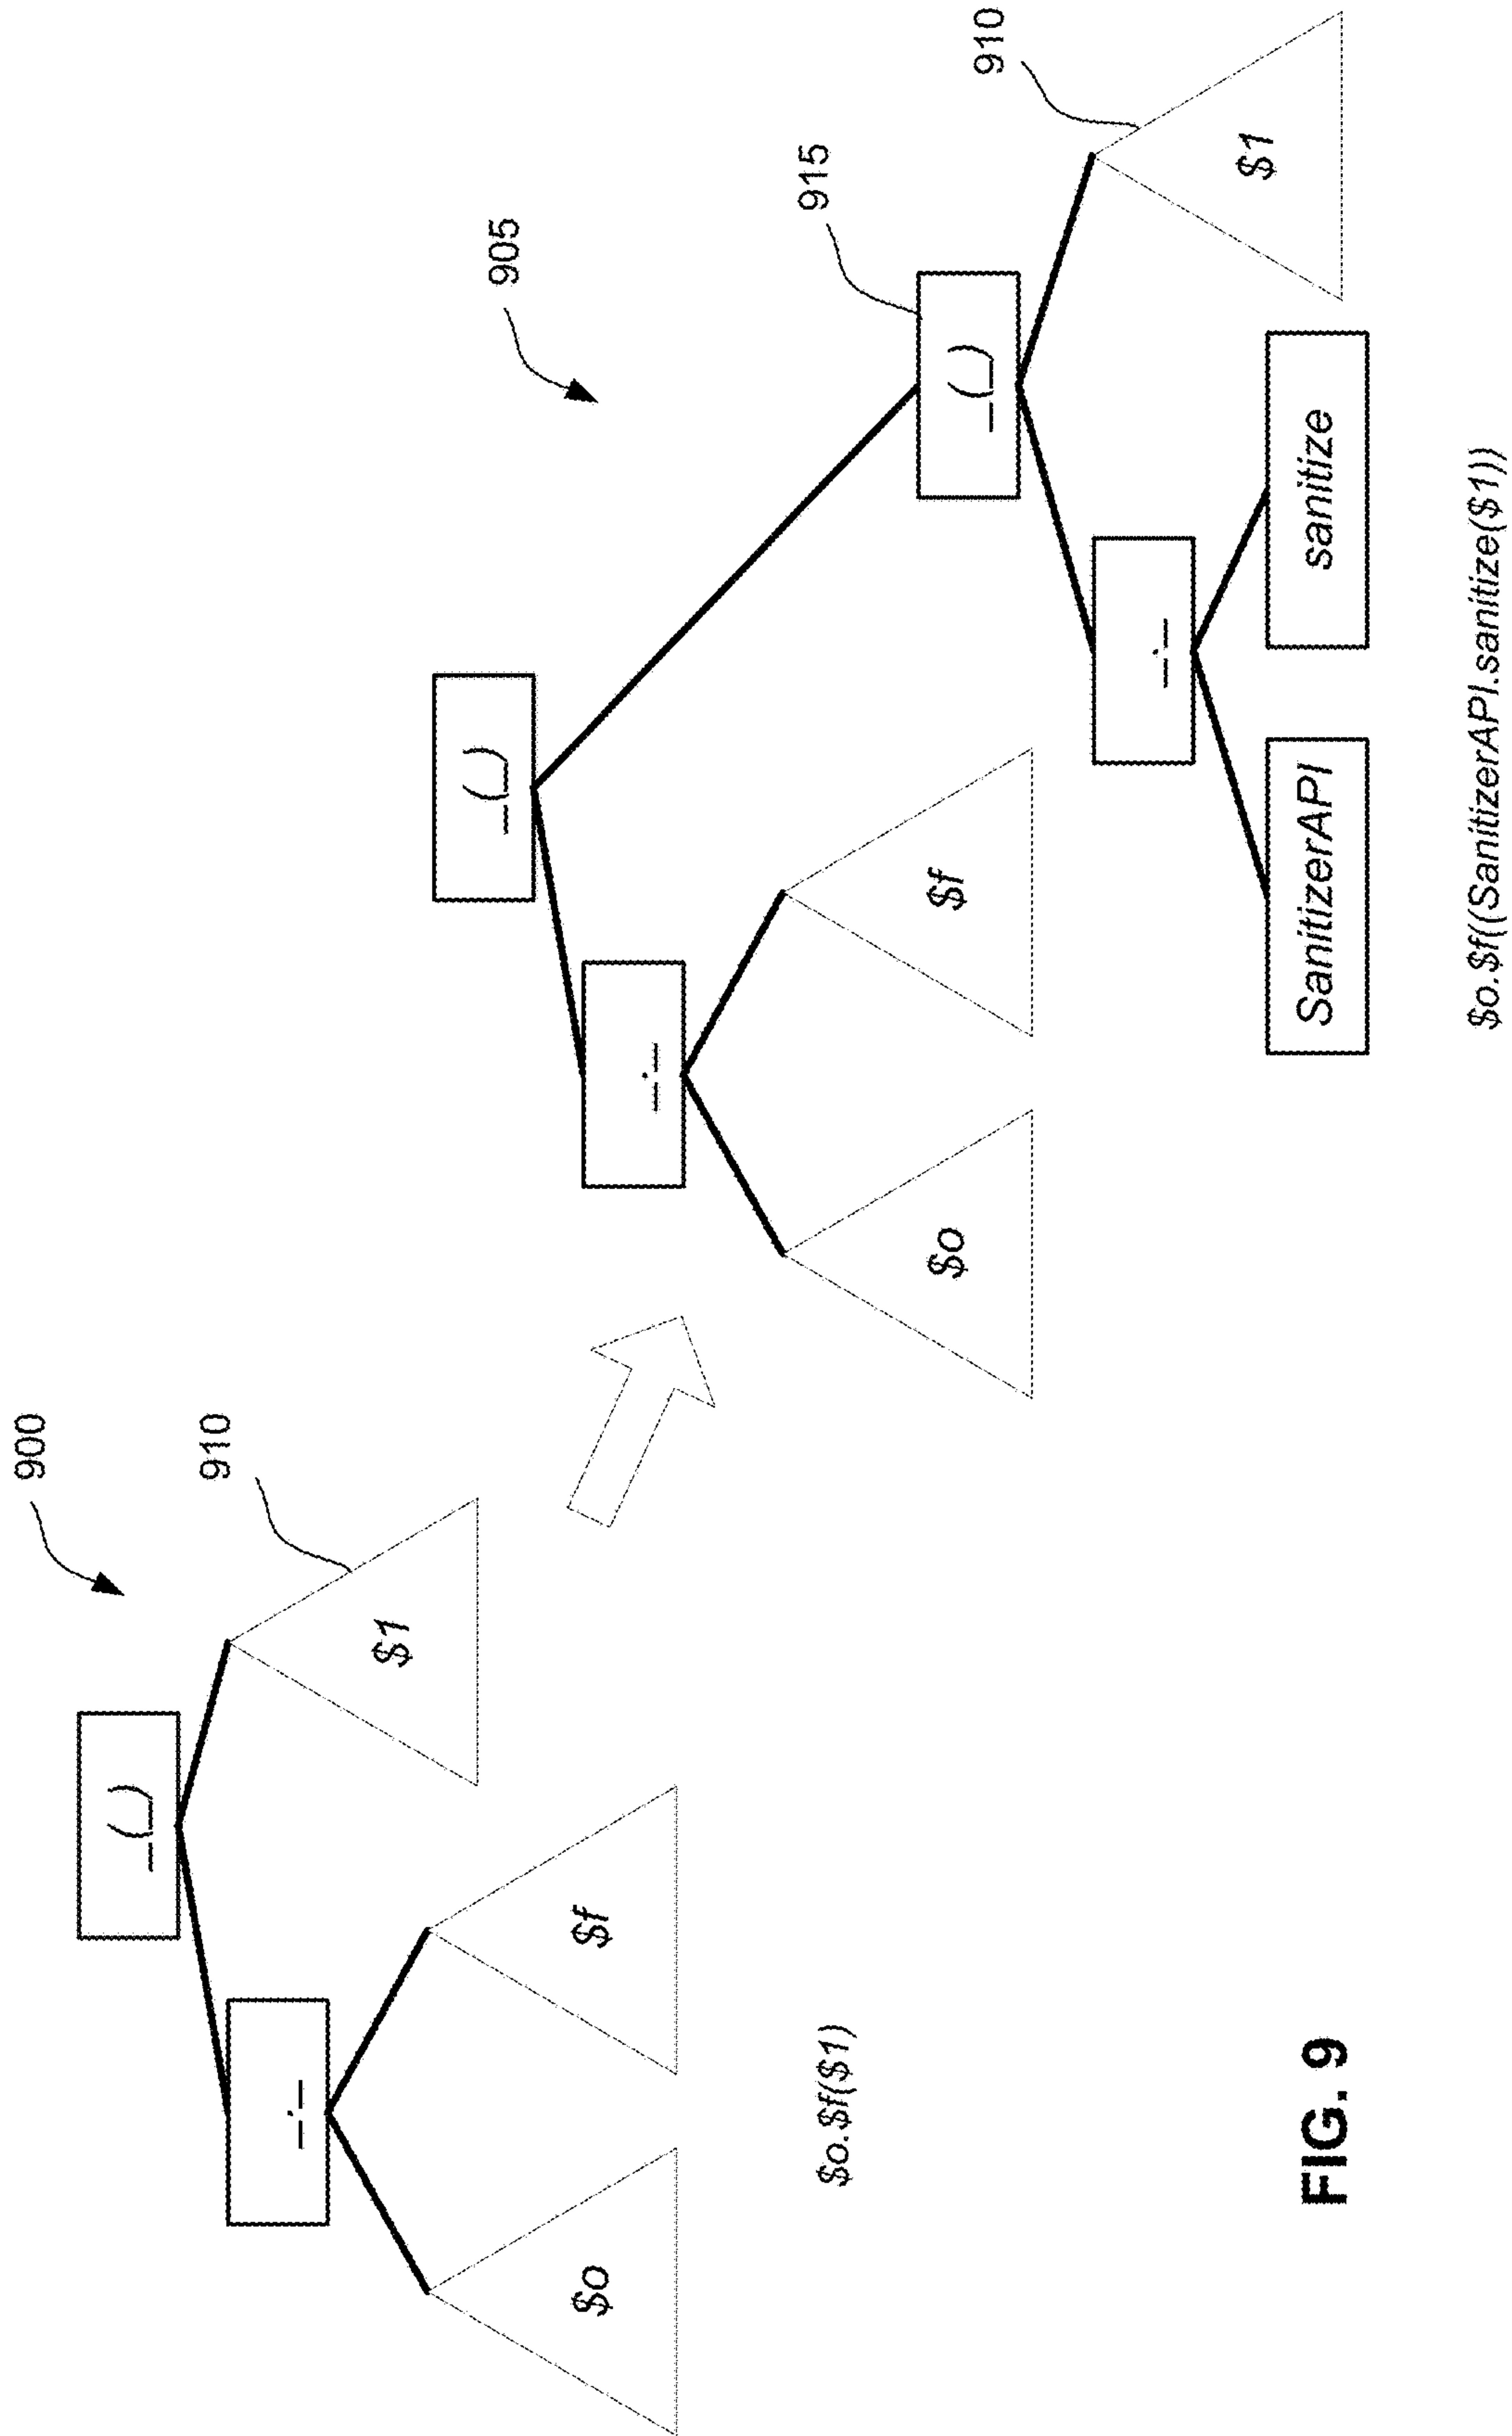 900
910
_(_)
_._
$1
$o
$f
$o.$f($1)
905
915
910
_(_)
_._
$o
$f
_(_)
$1
_._
SanitizerAPI
sanitize
$o.$f((SanitizerAPI.sanitize($1))
FIG. 9